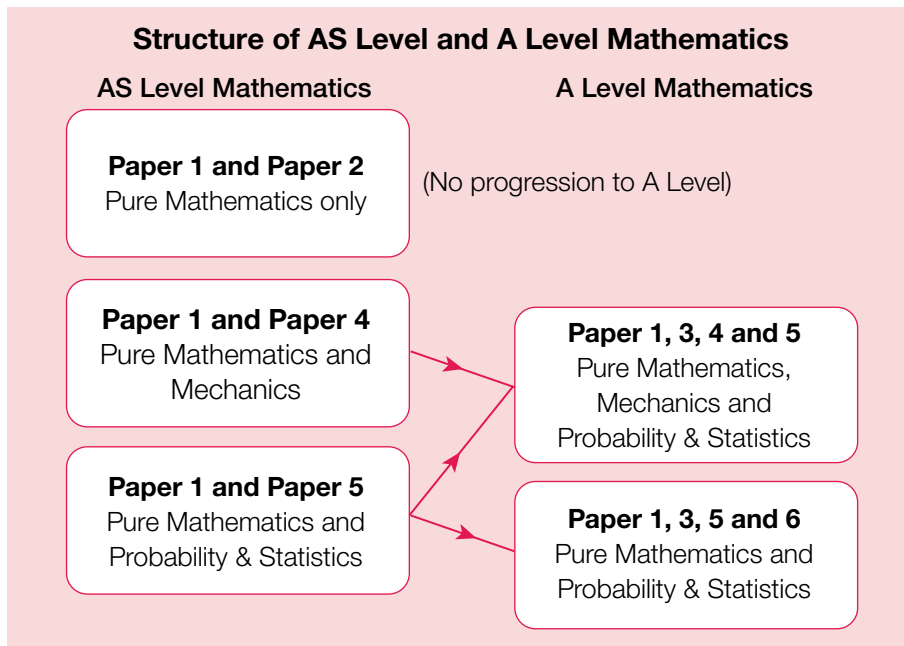 Structure of AS Level and A Level Mathematics
AS Level Mathematics
A Level Mathematics
Paper 1 and Paper 2
Pure Mathematics only
(No progression to A Level)
Paper 1 and Paper 4
Pure Mathematics and
Mechanics
Paper 1 and Paper 5
Pure Mathematics and
Probability & Statistics
Paper 1, 3, 4 and 5
Pure Mathematics,
Mechanics and
Probability & Statistics
Paper 1, 3, 5 and 6
Pure Mathematics and
Probability & Statistics